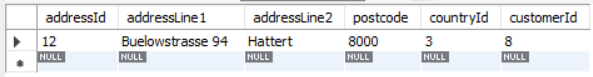 addressId addressLine1 addressLine2 postcode countryId customerId
12 Buelowstrasse 94 Hattert 8000 3 8
NULL NULL NULL NULL NULL NULL